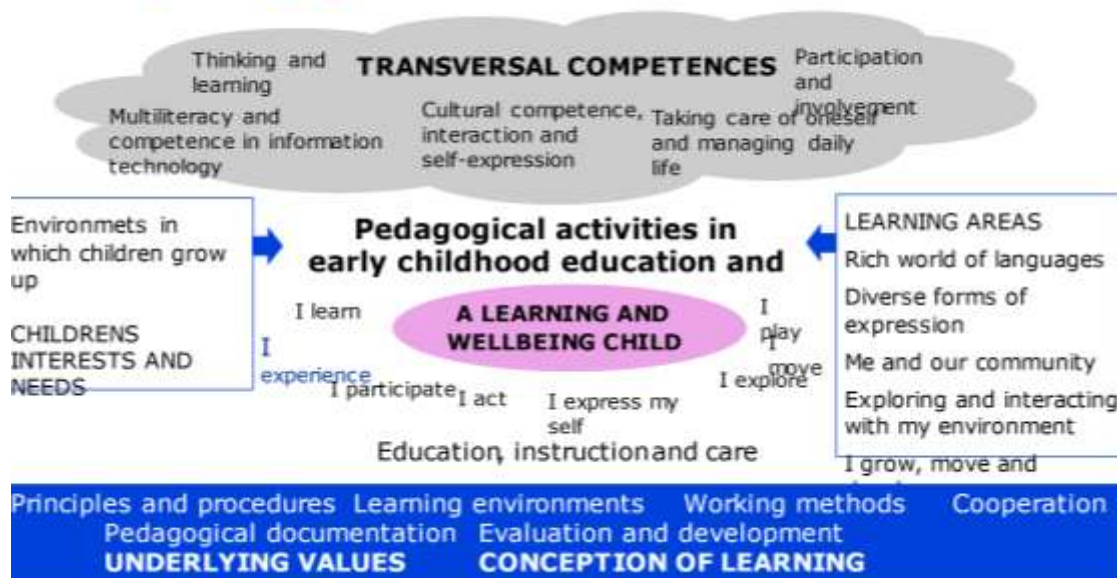 TRANSVERSAL COMPETENCES
Thinking and
learning
Participation
and
involvement
Multiliteracy and
competence in information
technology
Cultural competence,
interaction and
self-expression
Taking care of oneself
and managing daily
life
Environmets in
which children grow
up
CHILDRENS
INTERESTS AND
NEEDS
Pedagogical activities in
early childhood education and
LEARNING AREAS
Rich world of languages
Diverse forms of
expression
Me and our community
Exploring and interacting
with my environment
I grow, move and
I learn
A LEARNING AND
WELLBEING CHILD
I
play
I
move
I
experience
I participate
I act
I express my
self
I explore
Education, instruction and care
Principles and procedures Learning environments Working methods Cooperation
Pedagogical documentation Evaluation and development
UNDERLYING VALUES CONCEPTION OF LEARNING